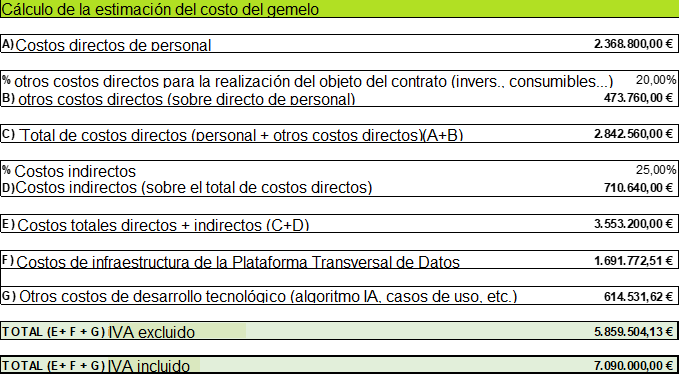 Cálculo de la estimación del costo del gemelo
A) Costos directos de personal 2.368.800,00 €
% otros costos directos para la realización del objeto del contrato (invers., consumibles...) 20,00%
B) otros costos directos (sobre directo de personal) 473.760,00 €
C) Total de costos directos (personal + otros costos directos)(A+B) 2.842.560,00 €
% Costos indirectos 25,00%
D) Costos indirectos (sobre el total de costos directos) 710.640,00 €
E) Costos totales directos + indirectos (C+D) 3.553.200,00 €
F) Costos de infraestructura de la Plataforma Transversal de Datos 1.691.772,51 €
G) Otros costos de desarrollo tecnológico (algoritmo IA, casos de uso, etc.) 614.531,62 €
TOTAL (E+ F + G) IVA excluido 5.859.504,13 €
TOTAL (E+ F + G) IVA incluido 7.090.000,00 €